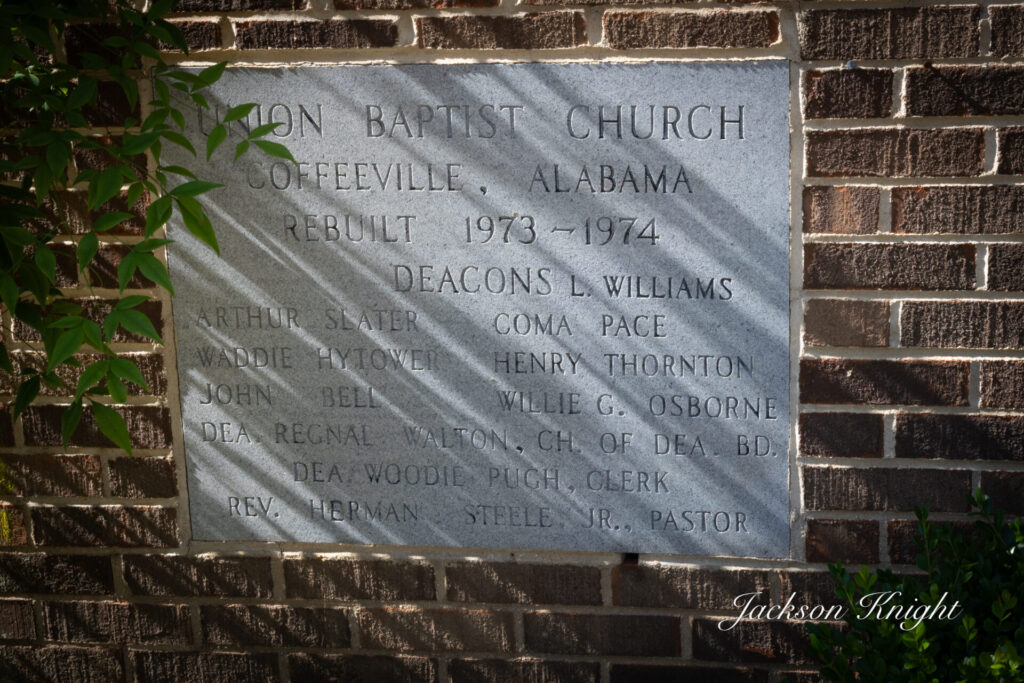 UNION BAPTIST CHURCH
COFFEEVILLE, ALABAMA
REBUILT 1973-1974
DEACONS L. WILLIAMS
ARTHUR SLATER COMA PACE
WADDIE HYTOWER HENRY THORNTON
JOHN BELL WILLIE G. OSBORNE
DEA. REGNAL WALTON, CH. OF DEA. BD.
DEA. WOODIE PUGH, CLERK
REV. HERMAN STEELE, JR., PASTOR
Jackson Knight